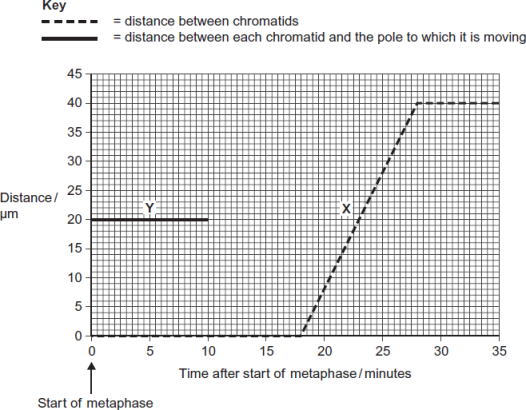 Key
= distance between chromatids
= distance between each chromatid and the pole to which it is moving
45
40
35
30
25
20
15
10
5
0
Distance /
µm
Y
X
0 5 10 15 20 25 30 35
Time after start of metaphase / minutes
Start of metaphase